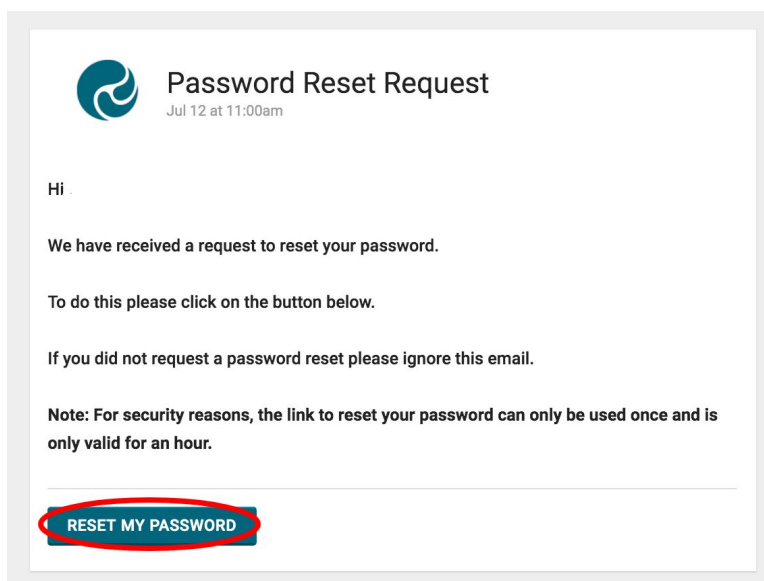 Password Reset Request
Jul 12 at 11:00am
Hi
We have received a request to reset your password.
To do this please click on the button below.
If you did not request a password reset please ignore this email.
Note: For security reasons, the link to reset your password can only be used once and is
only valid for an hour.
RESET MY PASSWORD